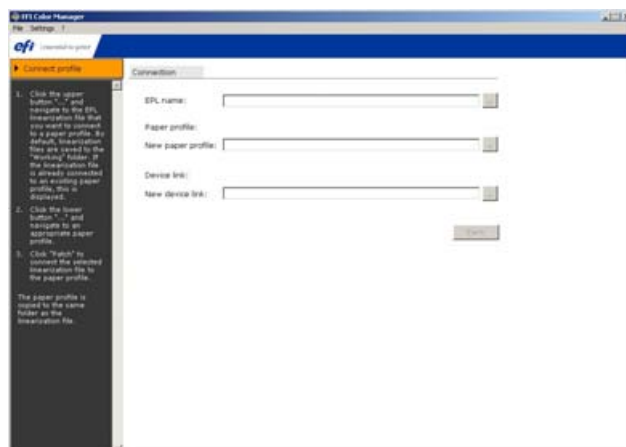 EFI Color Manager
File Settings ?
efi
Connect profile
Connection
1. Click the upper
button "..." and
navigate to the EPL
linearization file that
you want to connect
to a paper profile. By
default, linearization
files are saved to the
"Working" folder. If
the linearization file
is already connected
to an existing paper
profile, this is
displayed.
2. Click the lower
button "..." and
navigate to an
appropriate paper
profile.
3. Click "Patch" to
connect the selected
linearization file to
the paper profile.
The paper profile is
copied to the same
folder as the
linearization file.
EPL name:
Paper profile:
New paper profile:
Device link:
New device link: